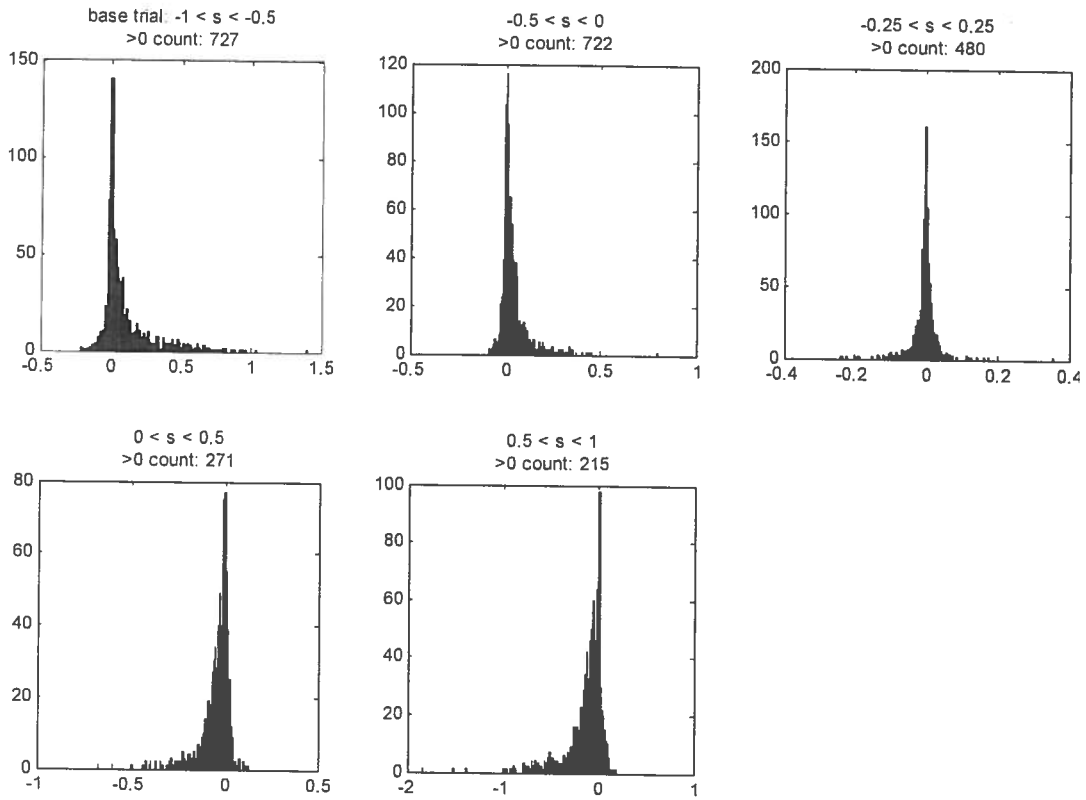 base trial: -1 < s < -0.5
>0 count: 727
150
100
50
0
-0.5 0 0.5 1 1.5
-0.5 < s < 0
>0 count: 722
120
100
80
60
40
20
0
-0.5 0 0.5 1
-0.25 < s < 0.25
>0 count: 480
200
150
100
50
0
-0.4 -0.2 0 0.2 0.4
0 < s < 0.5
>0 count: 271
80
60
40
20
0
-1 -0.5 0 0.5
0.5 < s < 1
>0 count: 215
100
80
60
40
20
0
-2 -1 0 1